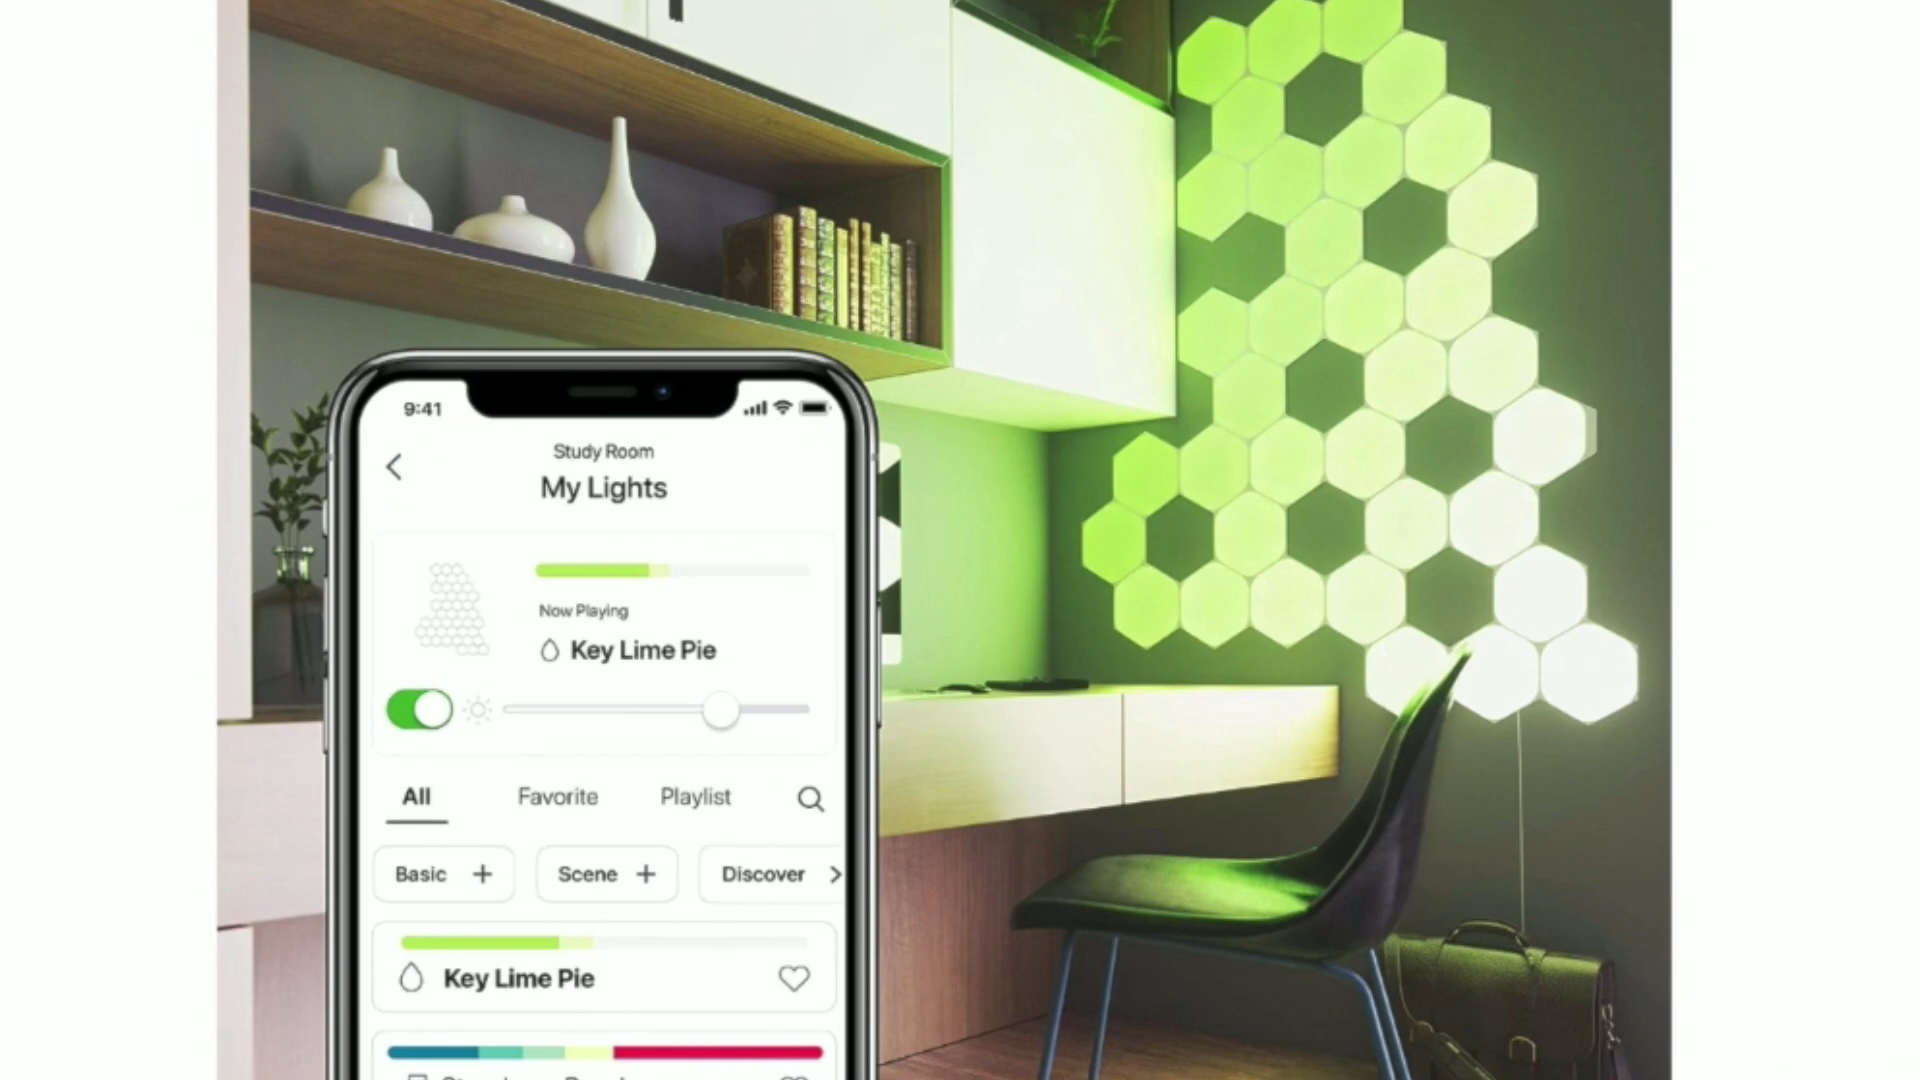 9:41
Study Room
My Lights
Now Playing
Key Lime Pie
All Favorite Playlist
Basic + Scene + Discover >
Key Lime Pie